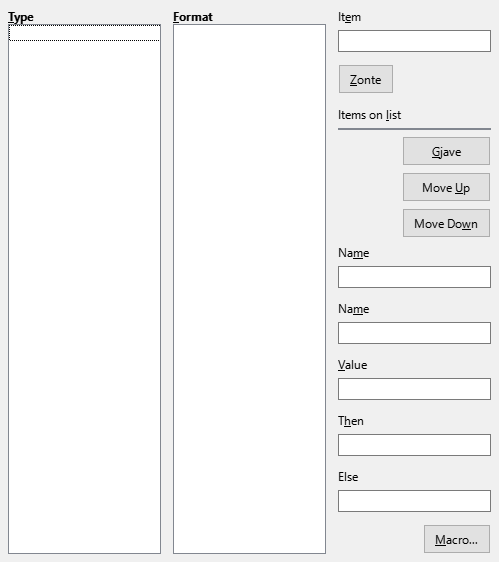 Type
Format
Item
Zonte
Items on list
Gjave
Move Up
Move Down
Name
Name
Value
Then
Else
Macro...